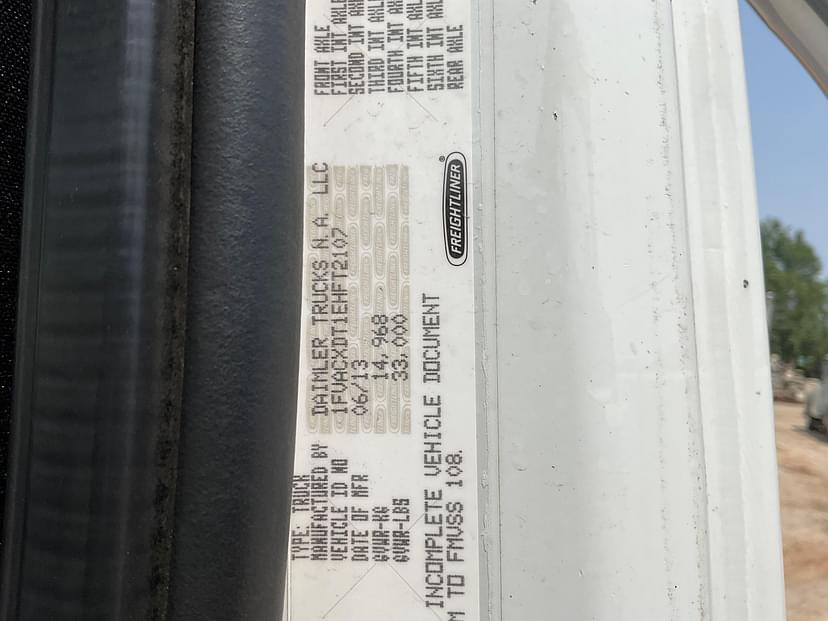 TYPE: TRUCK
MANUFACTURED BY DAIMLER TRUCKS N.A. LLC
VEHICLE ID NO 1FVACXDT1EHFT2107
DATE OF MFR 06/13
GVWR-KG 14,968
GVWR-LBS 33,000
FRONT AXLE
FIRST INT AXLE
SECOND INT AXLE
THIRD INT AXLE
FOURTH INT AXLE
FIFTH INT AXLE
SIXTH INT AXLE
REAR AXLE
INCOMPLETE VEHICLE DOCUMENT
M TO FMVSS 108.
FREIGHTLINER®